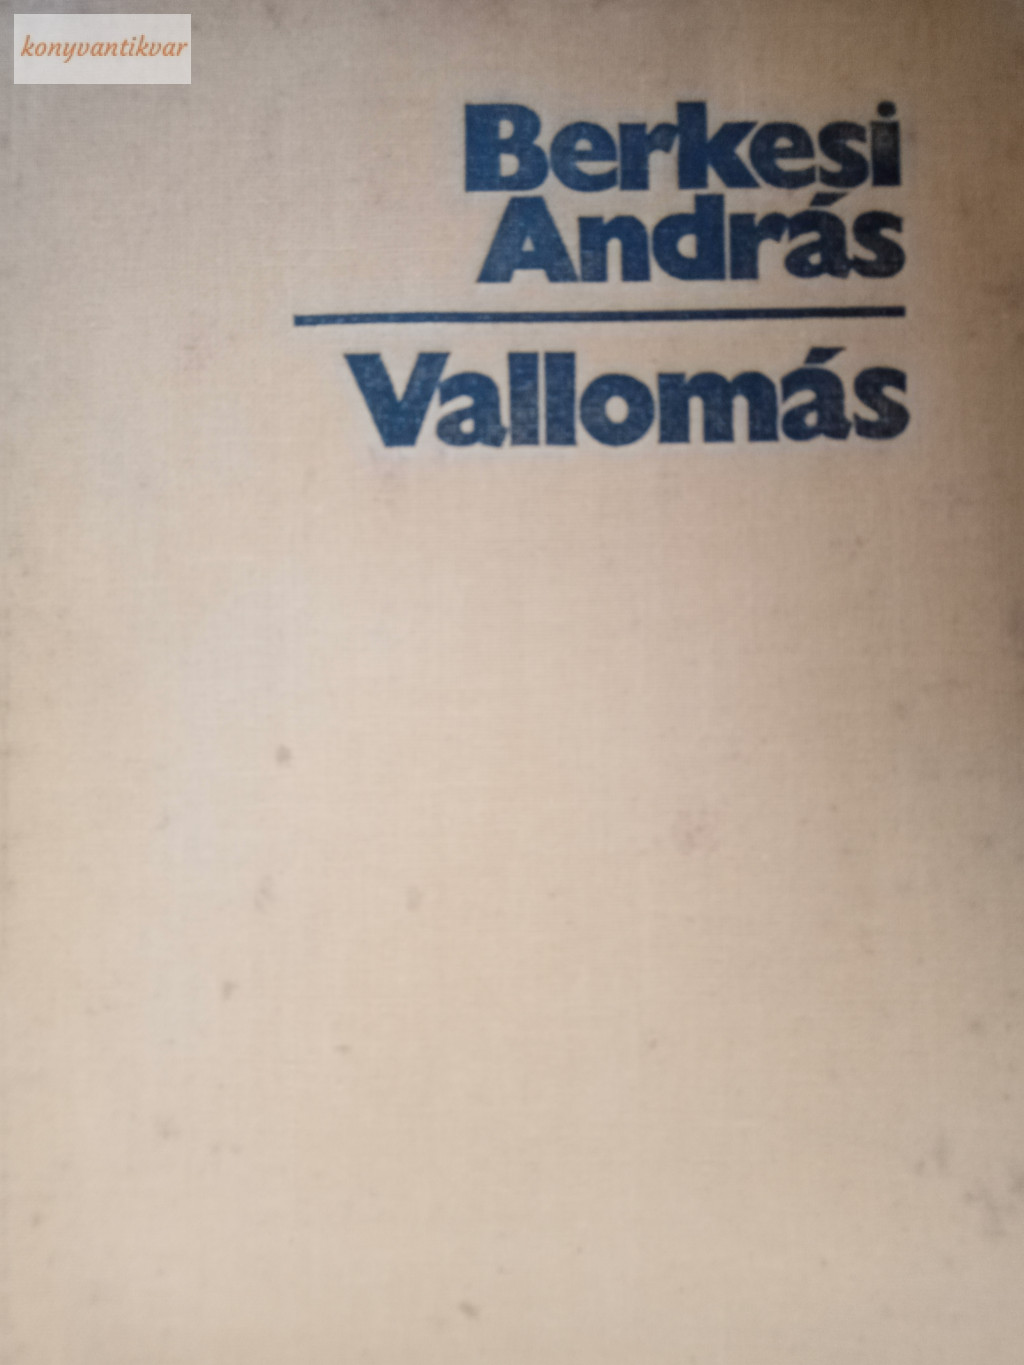 konyvantikvar
Berkesi
András
Vallomás